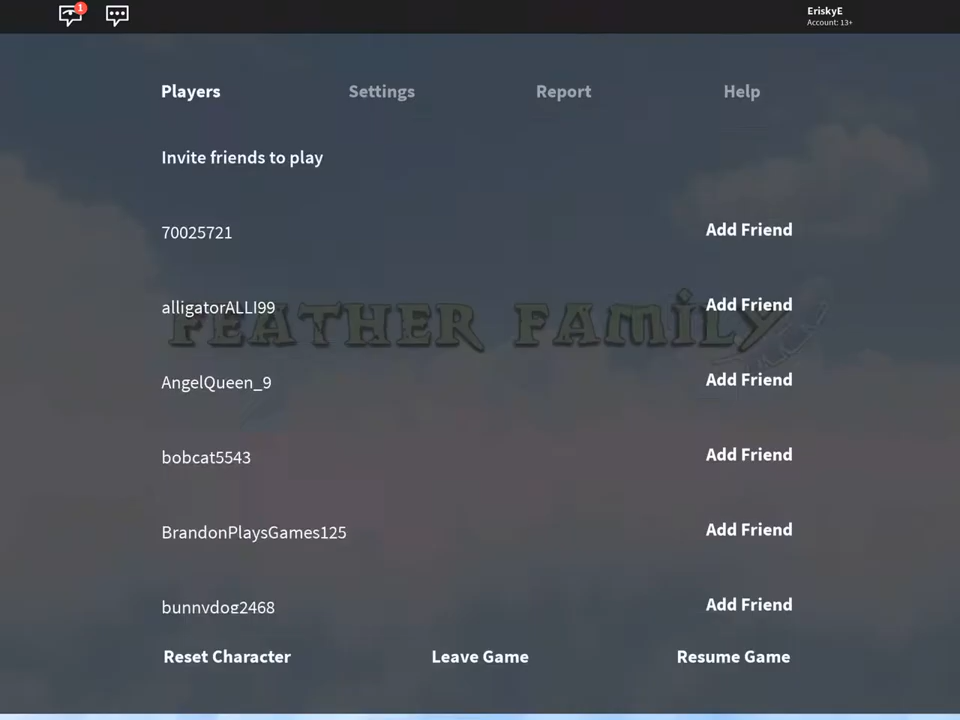 1
EriskyE
Account: 13+
Players Settings Report Help
Invite friends to play
70025721 Add Friend
alligatorALLI99 Add Friend
FEATHER FAMILY
AngelQueen_9 Add Friend
bobcat5543 Add Friend
BrandonPlaysGames125 Add Friend
bunnydog2468 Add Friend
Reset Character Leave Game Resume Game